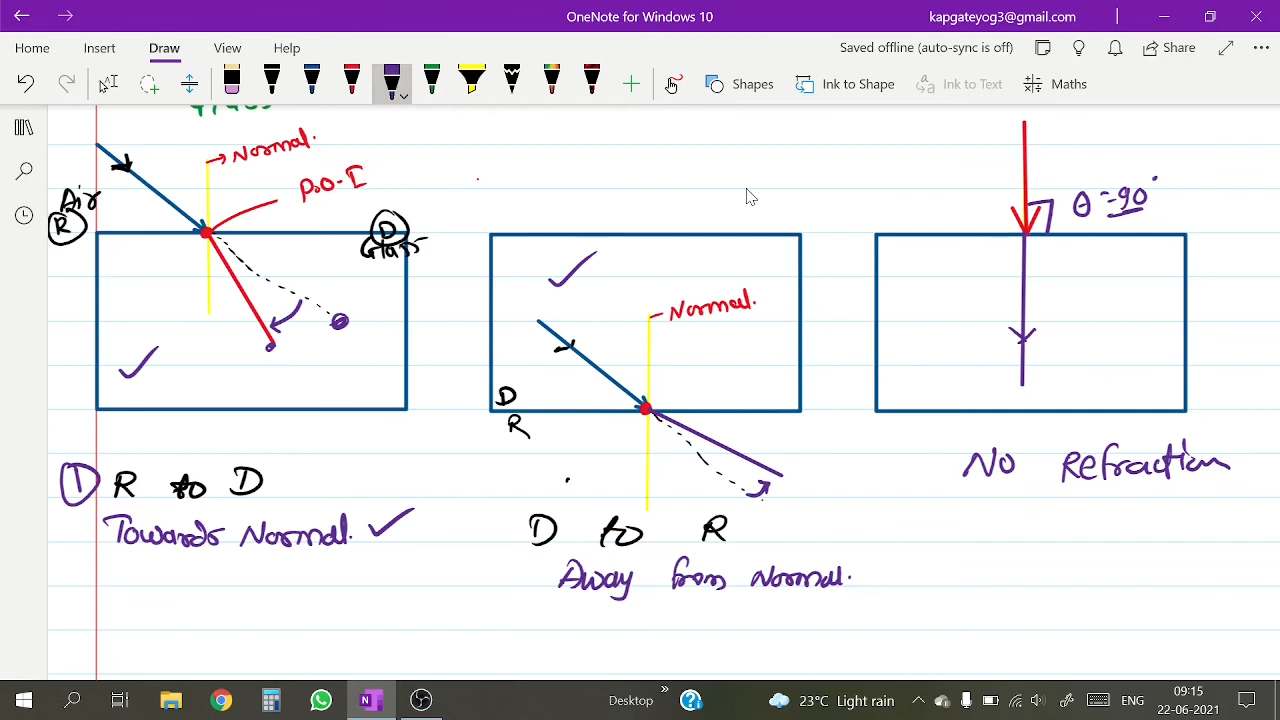 OneNote for Windows 10
kapgateyog3@gmail.com
Home Insert Draw View Help
Saved offline (auto-sync is off)
Share
Shapes
Ink to Shape
Ink to Text
Maths
Normal.
P.O.I
Air
R
D
Glass
θ = 90°
Normal.
D
R
No Refraction
① R to D
Towards Normal. ✓
D to R
Away from Normal.
Desktop
23°C Light rain
ENG
09:15
22-06-2021